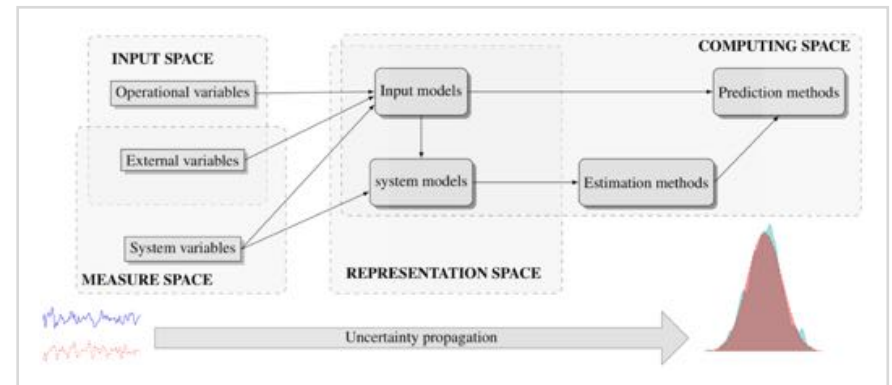 INPUT SPACE
COMPUTING SPACE
Operational variables
Input models
Prediction methods
External variables
system models
Estimation methods
System variables
MEASURE SPACE
REPRESENTATION SPACE
Uncertainty propagation